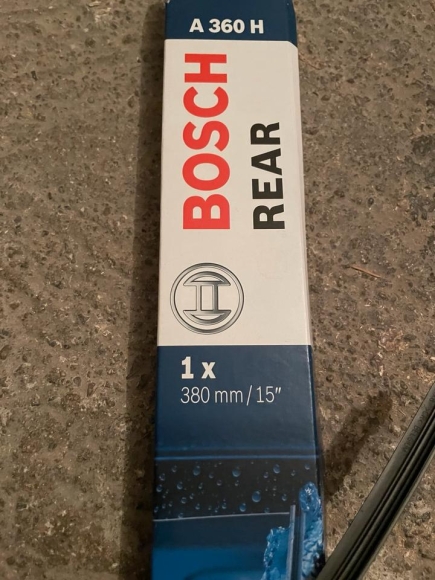 A 360 H
BOSCH
REAR
1 x
380 mm / 15"